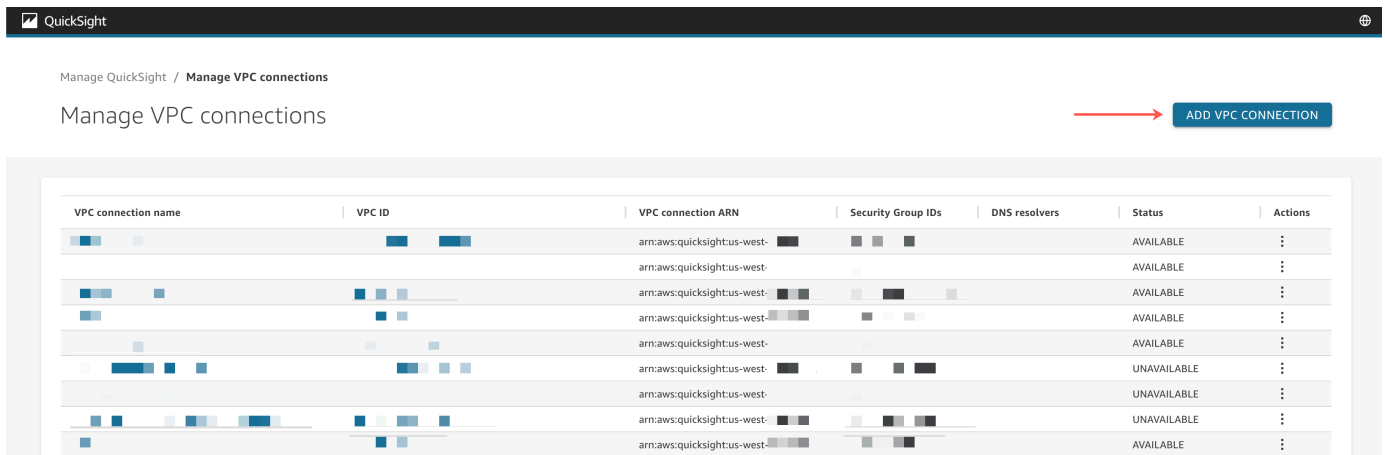 QuickSight
Manage QuickSight / Manage VPC connections
Manage VPC connections
ADD VPC CONNECTION
VPC connection name VPC ID VPC connection ARN Security Group IDs DNS resolvers Status Actions
arn:aws:quicksight:us-west- AVAILABLE
arn:aws:quicksight:us-west- AVAILABLE
arn:aws:quicksight:us-west- AVAILABLE
arn:aws:quicksight:us-west- AVAILABLE
arn:aws:quicksight:us-west- AVAILABLE
arn:aws:quicksight:us-west- UNAVAILABLE
arn:aws:quicksight:us-west- UNAVAILABLE
arn:aws:quicksight:us-west- UNAVAILABLE
arn:aws:quicksight:us-west- AVAILABLE